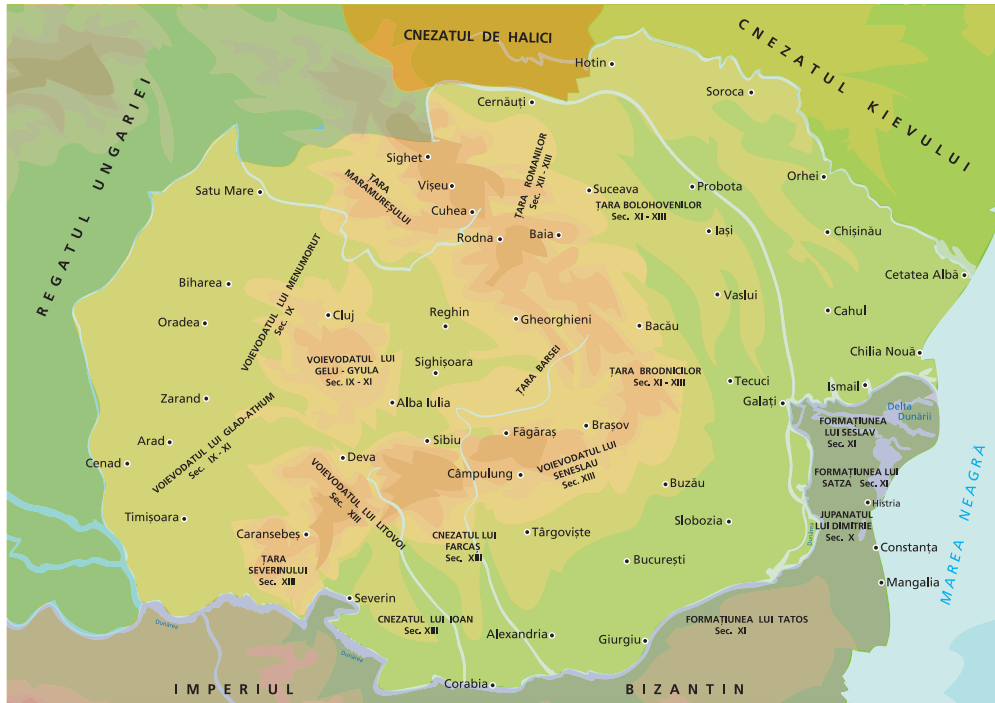 CNEZATUL DE HALICI
CNEZATUL KIEVULUI
REGATUL UNGARIEI
Hotin
Soroca
Cernăuți
Sighet
Vișeu
Cuhea
ȚARA
MARAMUREȘULUI
ȚARA ROMANILOR
Sec. XII - XIII
Satu Mare
Suceava
ȚARA BOLOHOVENILOR
Sec. XI - XIII
Probota
Orhei
Rodna
Baia
Iași
Chișinău
Cetatea Albă
Biharea
VOIEVODATUL LUI MENUMORUT
Sec. IX
Oradea
Cluj
Reghin
Gheorghieni
Bacău
Vaslui
Cahul
Chilia Nouă
VOIEVODATUL LUI
GELU - GYULA
Sec. IX - XI
Sighișoara
ȚARA BARSEI
ȚARA BRODNICILOR
Sec. XI - XIII
Tecuci
Ismail
Zarand
Alba Iulia
Galați
Delta
Dunării
VOIEVODATUL LUI GLAD-ATHUM
Sec. IX - XI
Arad
Cenad
Sibiu
Făgăraș
Brașov
FORMAȚIUNEA
LUI SESLAV
Sec. XI
Deva
Câmpulung
VOIEVODATUL LUI
SENESLAU
Sec. XIII
Buzău
FORMAȚIUNEA LUI
SATZA Sec. XI
Histria
VOIEVODATUL LUI LITOVOI
Sec. XIII
Timișoara
Caransebeș
CNEZATUL LUI
FARCAȘ
Sec. XIII
Târgoviște
Slobozia
Dunărea
JUPANATUL
LUI DIMITRIE
Sec. X
Constanța
MAREA NEAGRA
ȚARA
SEVERINULUI
Sec. XIII
București
Mangalia
Severin
Dunărea
CNEZATUL LUI IOAN
Sec. XIII
Alexandria
Giurgiu
FORMAȚIUNEA LUI TATOS
Sec. XI
Dunărea
Corabia
IMPERIUL BIZANTIN